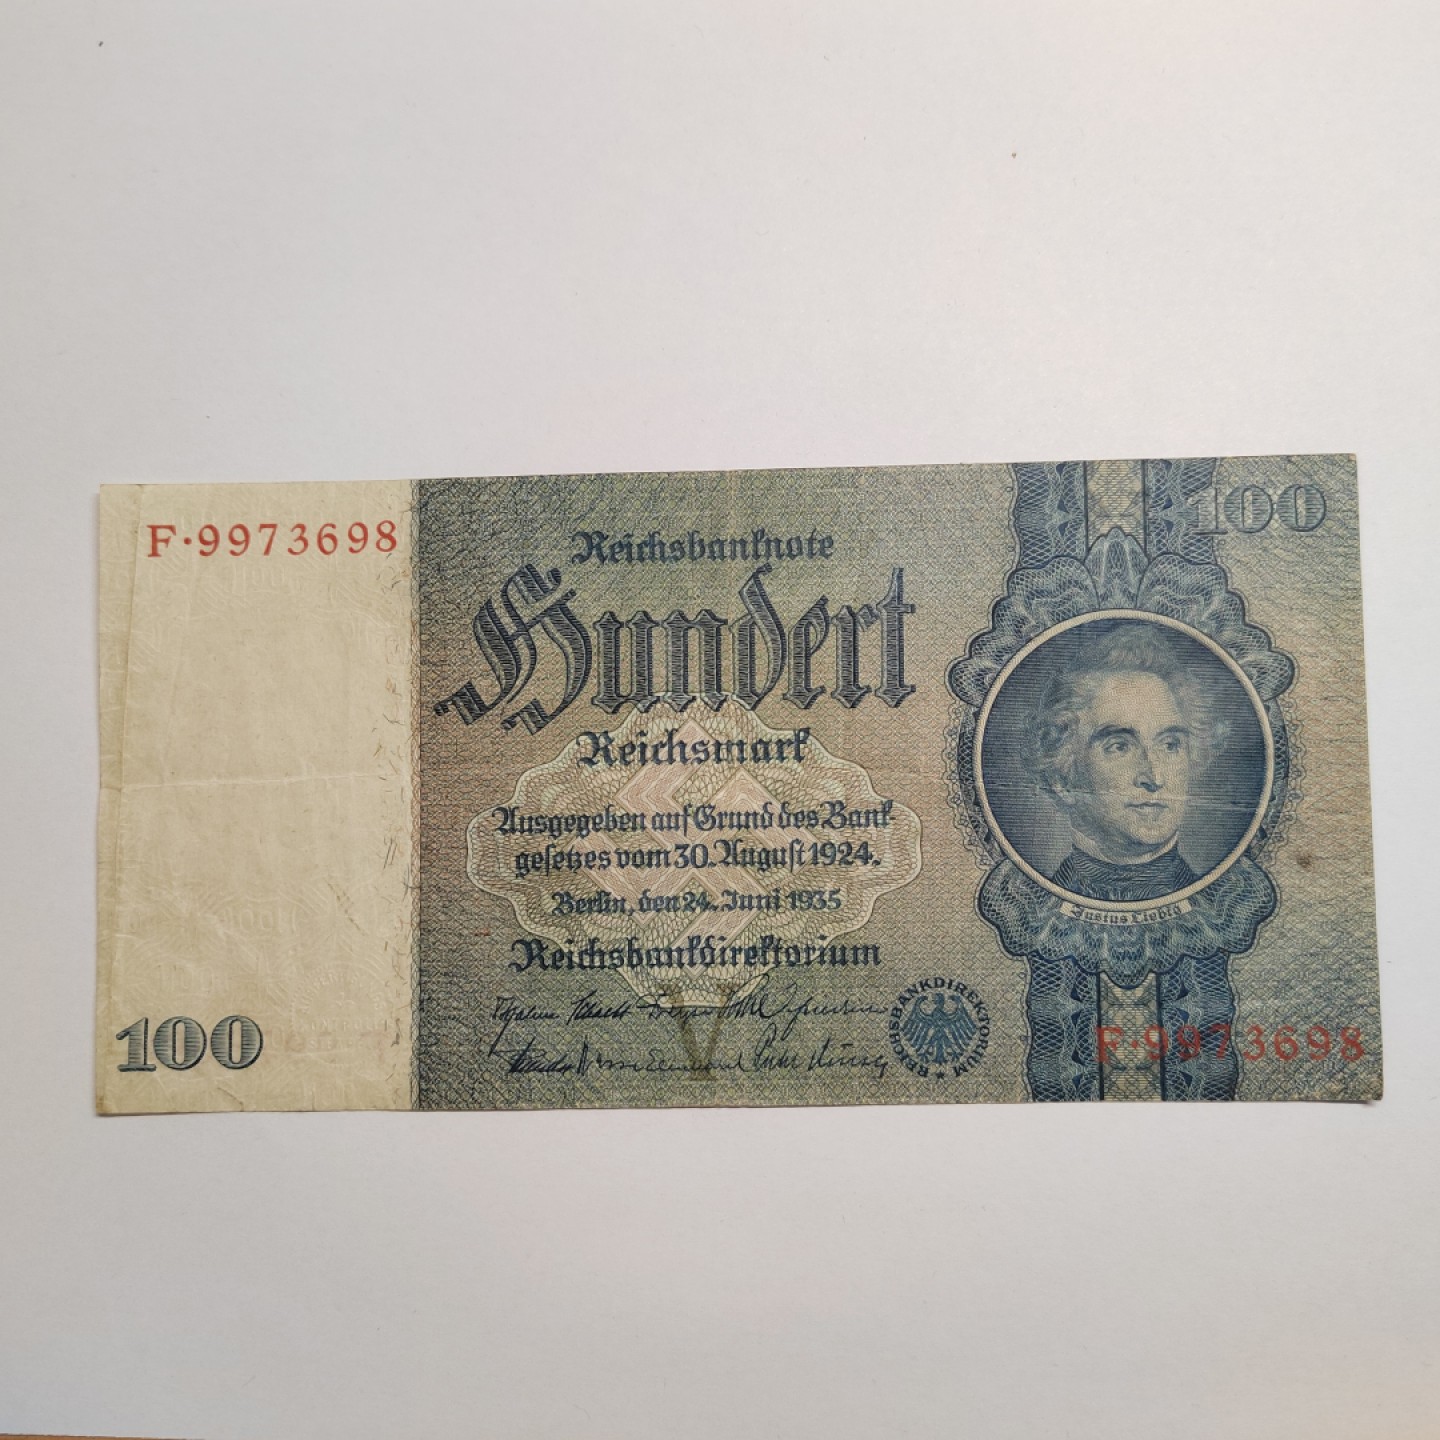 F·9973698
100
Reichsbanknote
Hundert
Reichsmark
Ausgegeben auf Grund des Bank-
gesetzes vom 30. August 1924.
Berlin, den 24. Juni 1935
Reichsbankdirektorium
V
REICHSBANKDIREKTORIUM
Justus Liebig
100
F·9973698